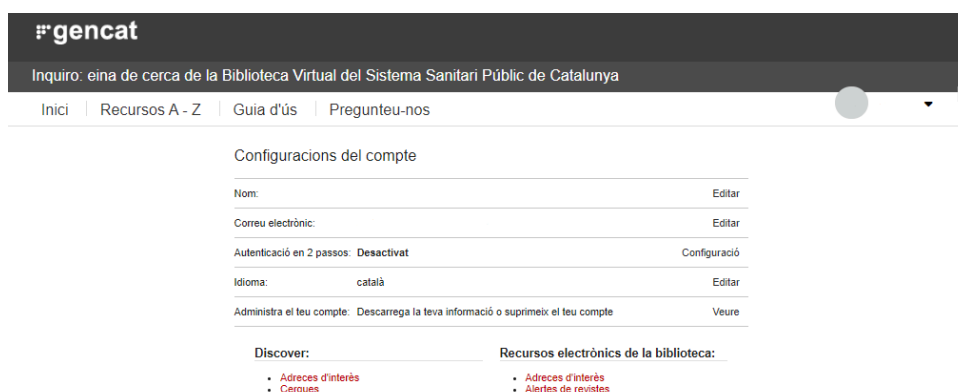 gencat
Inquiro: eina de cerca de la Biblioteca Virtual del Sistema Sanitari Públic de Catalunya
Inici Recursos A - Z Guia d'ús Pregunteu-nos
Configuracions del compte
Nom: Editar
Correu electrònic: Editar
Autenticació en 2 passos: Desactivat Configuració
Idioma: català Editar
Administra el teu compte: Descarrega la teva informació o suprimeix el teu compte Veure
Discover: Recursos electrònics de la biblioteca:
• Adreces d'interès • Adreces d'interès
• Cerques • Alertes de revistes